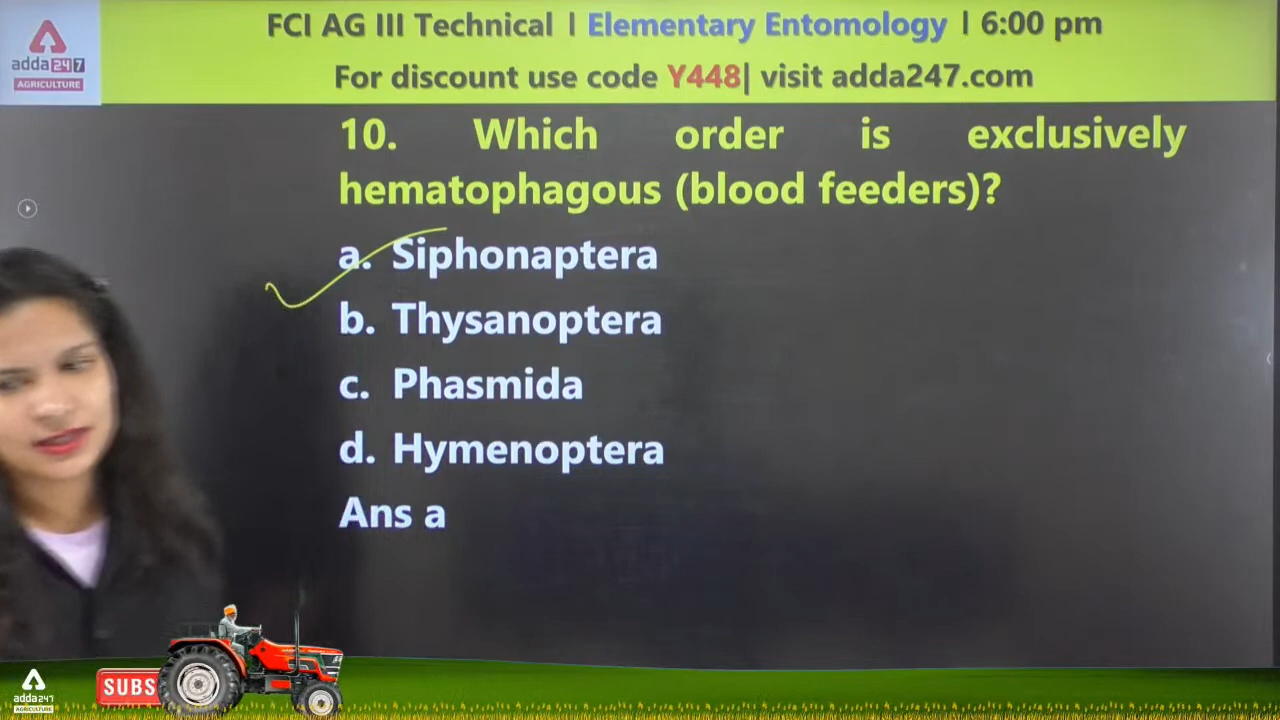 FCI AG III Technical l Elementary Entomology l 6:00 pm
adda247
AGRICULTURE
For discount use code Y448| visit adda247.com
10. Which order is exclusively
hematophagous (blood feeders)?
a. Siphonaptera
b. Thysanoptera
c. Phasmida
d. Hymenoptera
Ans a
SUBS
adda247
AGRICULTURE